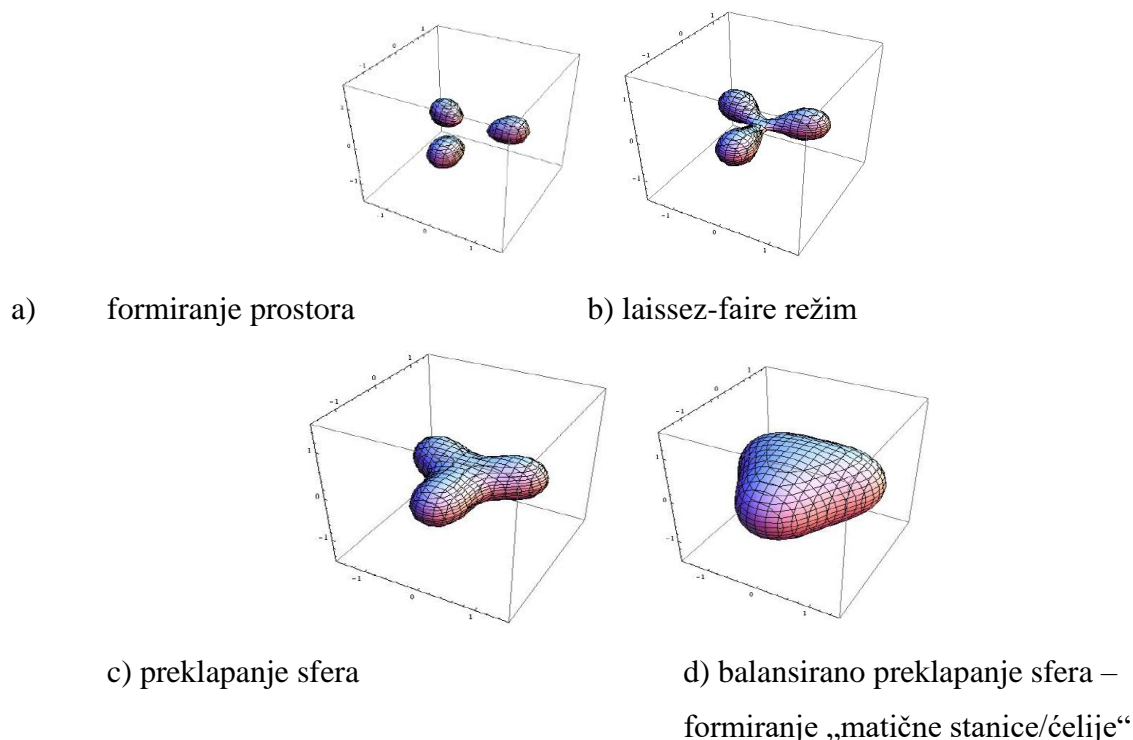 a) formiranje prostora b) laissez-faire režim
c) preklapanje sfera d) balansirano preklapanje sfera –
formiranje „matične stanice/ćelije“